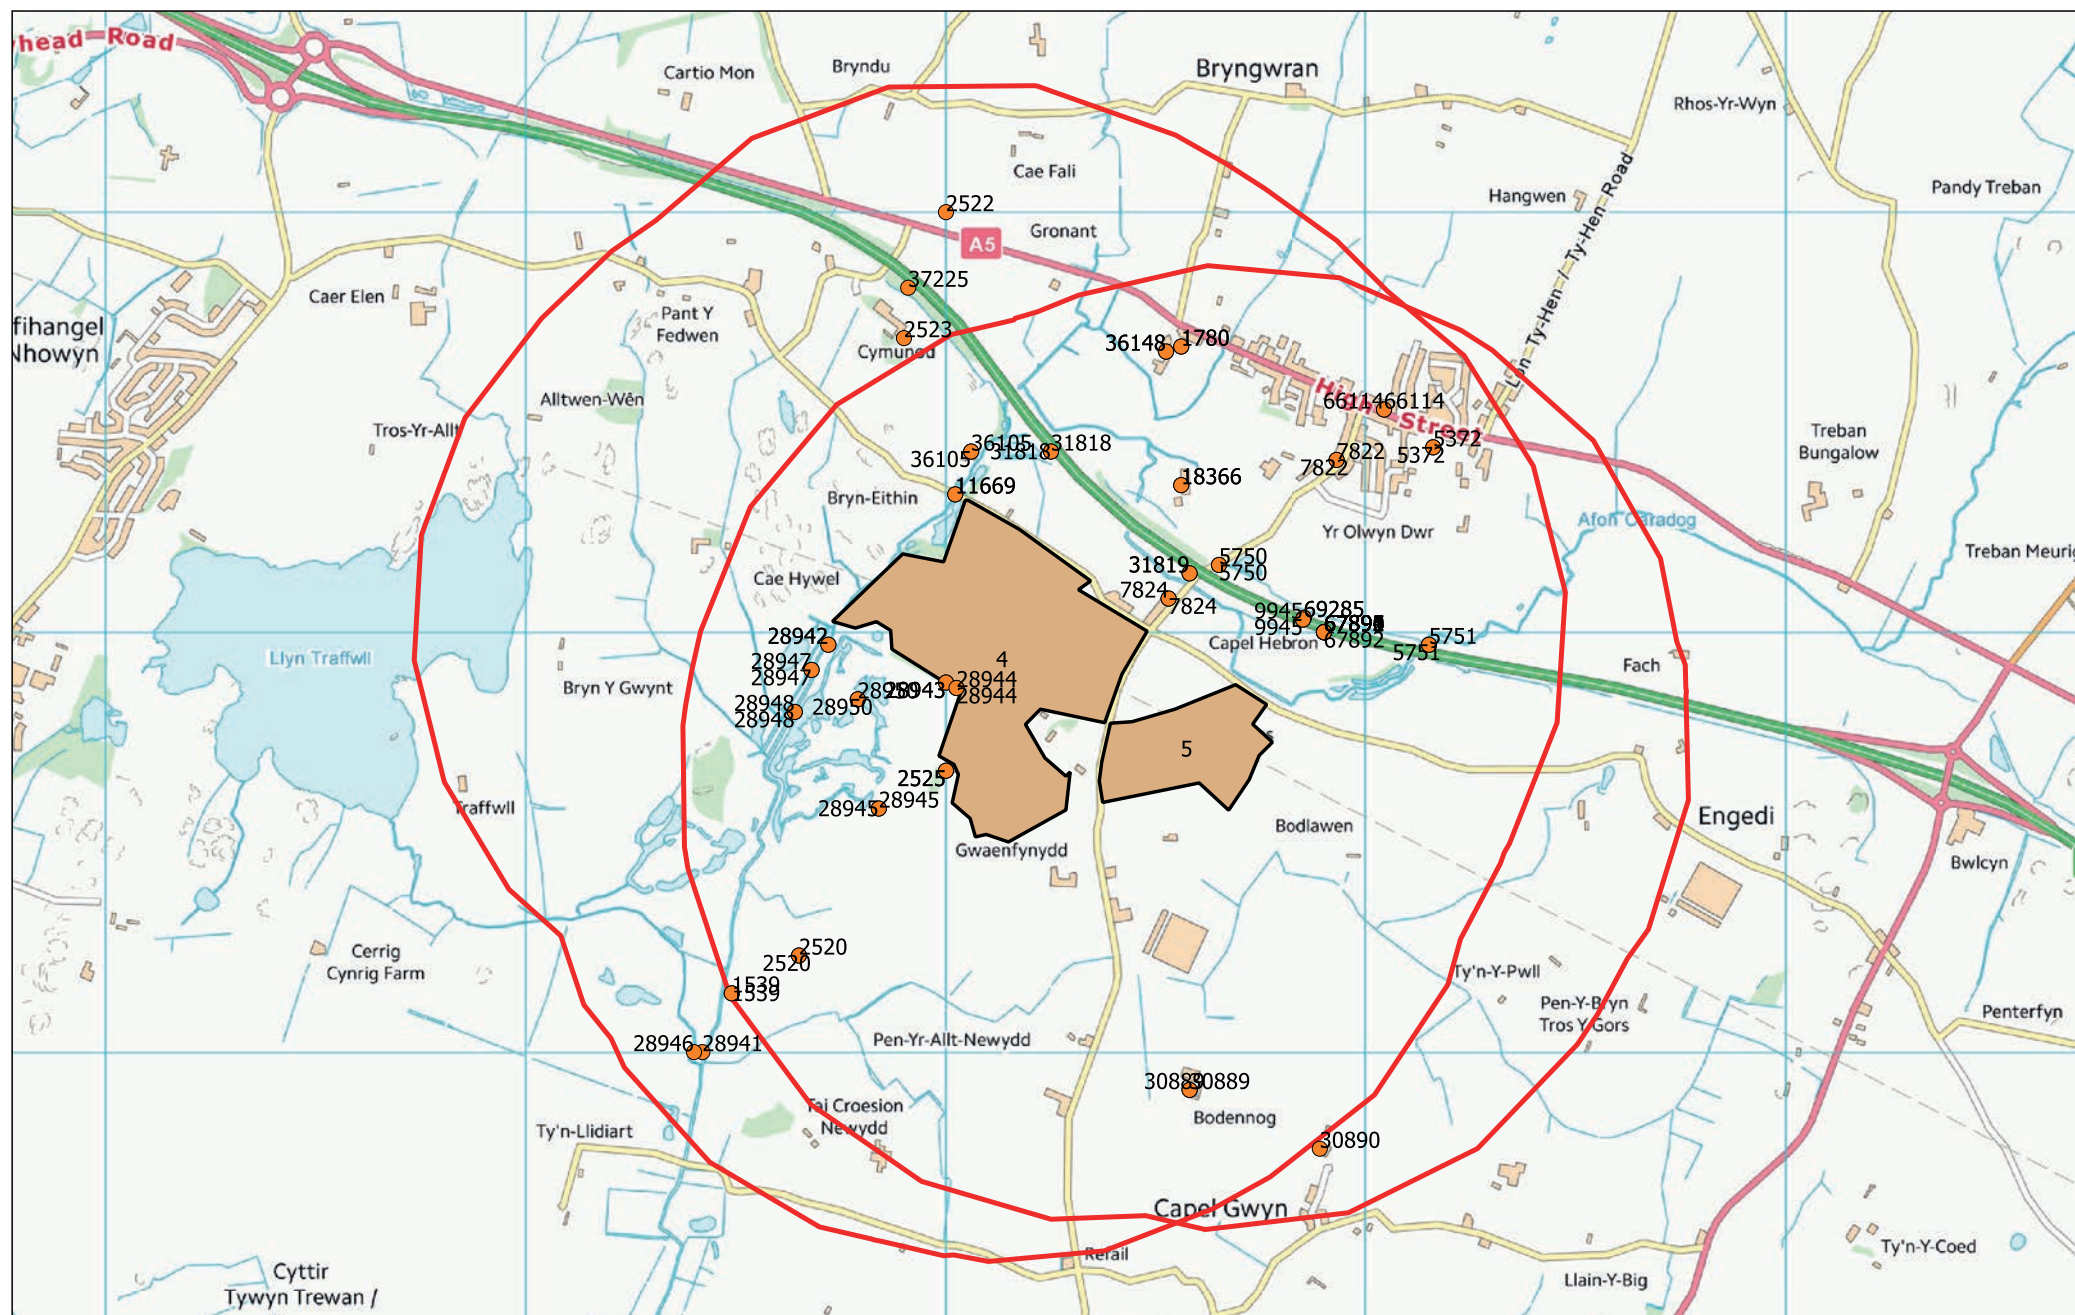 head Road
Cartio Mon
Bryndu
Bryngwran
Rhos-Yr-Wyn
Cae Fali
Hangwen
Pandy Treban
2522
A5
Gronant
Lôn Ty-Hen / Ty-Hen Road
37225
Caer Elen
Pant Y
Fedwen
fihangel
Nhowyn
2523
Cymunod
36148
1780
High Street
66114
66114
Alltwen-Wên
Tros-Yr-Allt
36105
36105
31818
31818
7822
7822
5372
5372
Treban
Bungalow
18366
11669
Bryn-Eithin
Yr Olwyn Dwr
Afon Caradog
Treban Meurig
Cae Hywel
31819
5750
5750
7824
7824
9945
9945
69285
67892
Capel Hebron
5751
5751
Fach
28942
28947
28947
4
Llyn Traffwll
Bryn Y Gwynt
28944
28944
28943
28950
28950
28948
28948
5
2525
28945
28945
Traffwll
Gwaenfynydd
Bodlawen
Engedi
Bwlcyn
Cerrig
Cynrig Farm
2520
2520
1539
1539
Ty'n-Y-Pwll
Pen-Y-Bryn
Tros Y Gors
Penterfyn
28946
28941
Pen-Yr-Allt-Newydd
30889
30889
Bodennog
Tai Croesion
Newydd
Ty'n-Llidiart
30890
Capel Gwyn
Refail
Ty'n-Y-Coed
Llain-Y-Big
Cyttir
Tywyn Trewan /